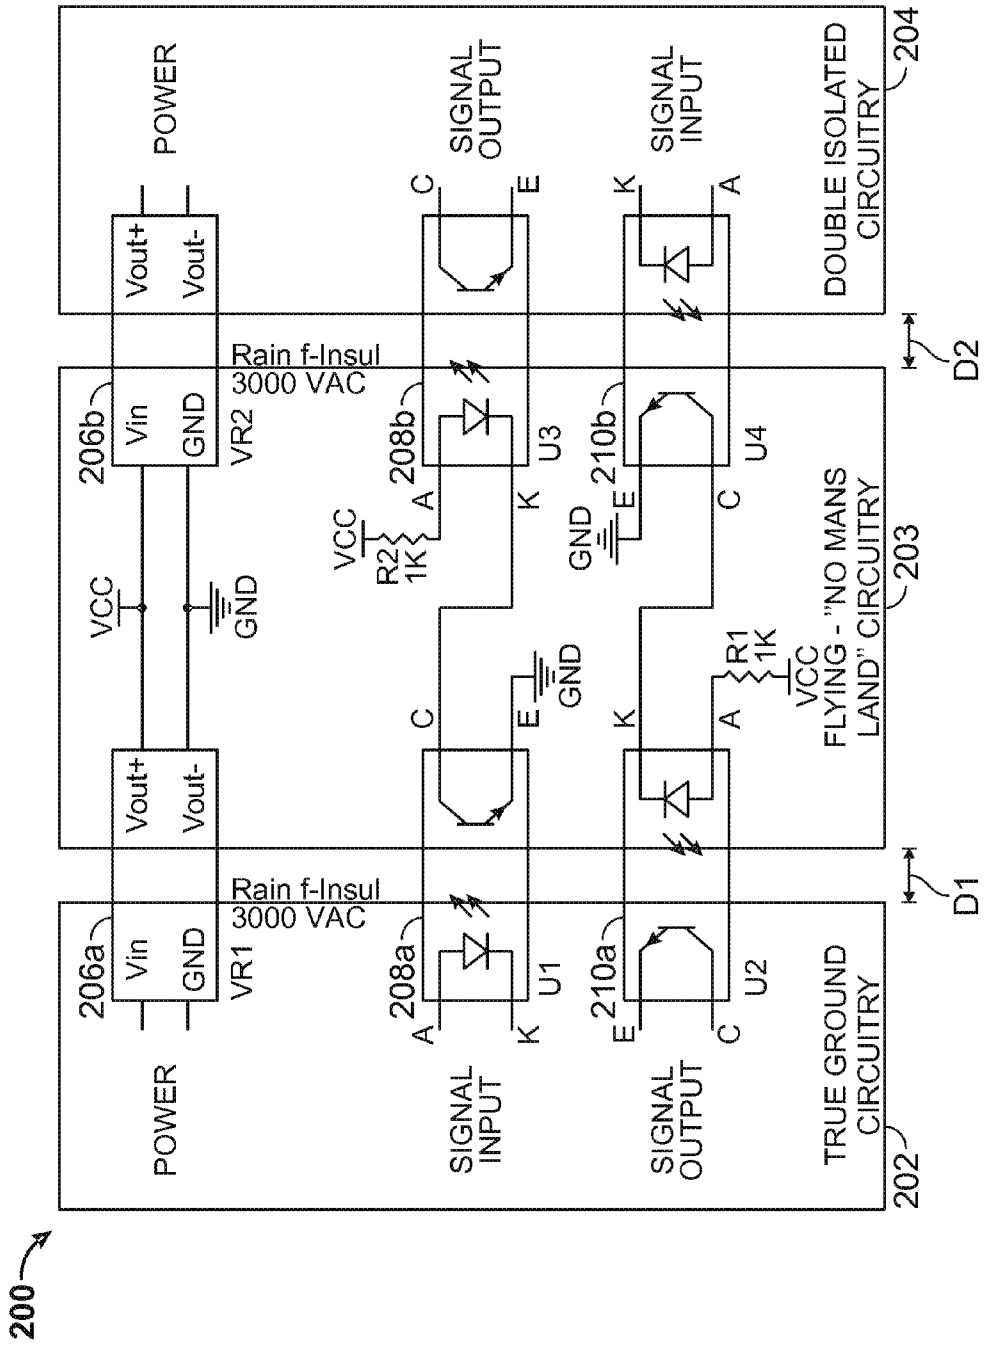 200
POWER
Vin
GND
206a
VR1
Rain f-Insul
3000 VAC
Vout+
Vout-
VCC
GND
Vin
GND
206b
VR2
Rain f-Insul
3000 VAC
Vout+
Vout-
POWER
SIGNAL
INPUT
A
K
208a
U1
C
E
GND
VCC
R2
1K
A
K
208b
U3
C
E
SIGNAL
OUTPUT
SIGNAL
OUTPUT
E
C
210a
U2
K
A
R1
1K
VCC
GND
E
C
210b
U4
K
A
SIGNAL
INPUT
TRUE GROUND
CIRCUITRY
202
FLYING - "NO MANS
LAND" CIRCUITRY
203
DOUBLE ISOLATED
CIRCUITRY
204
D1
D2